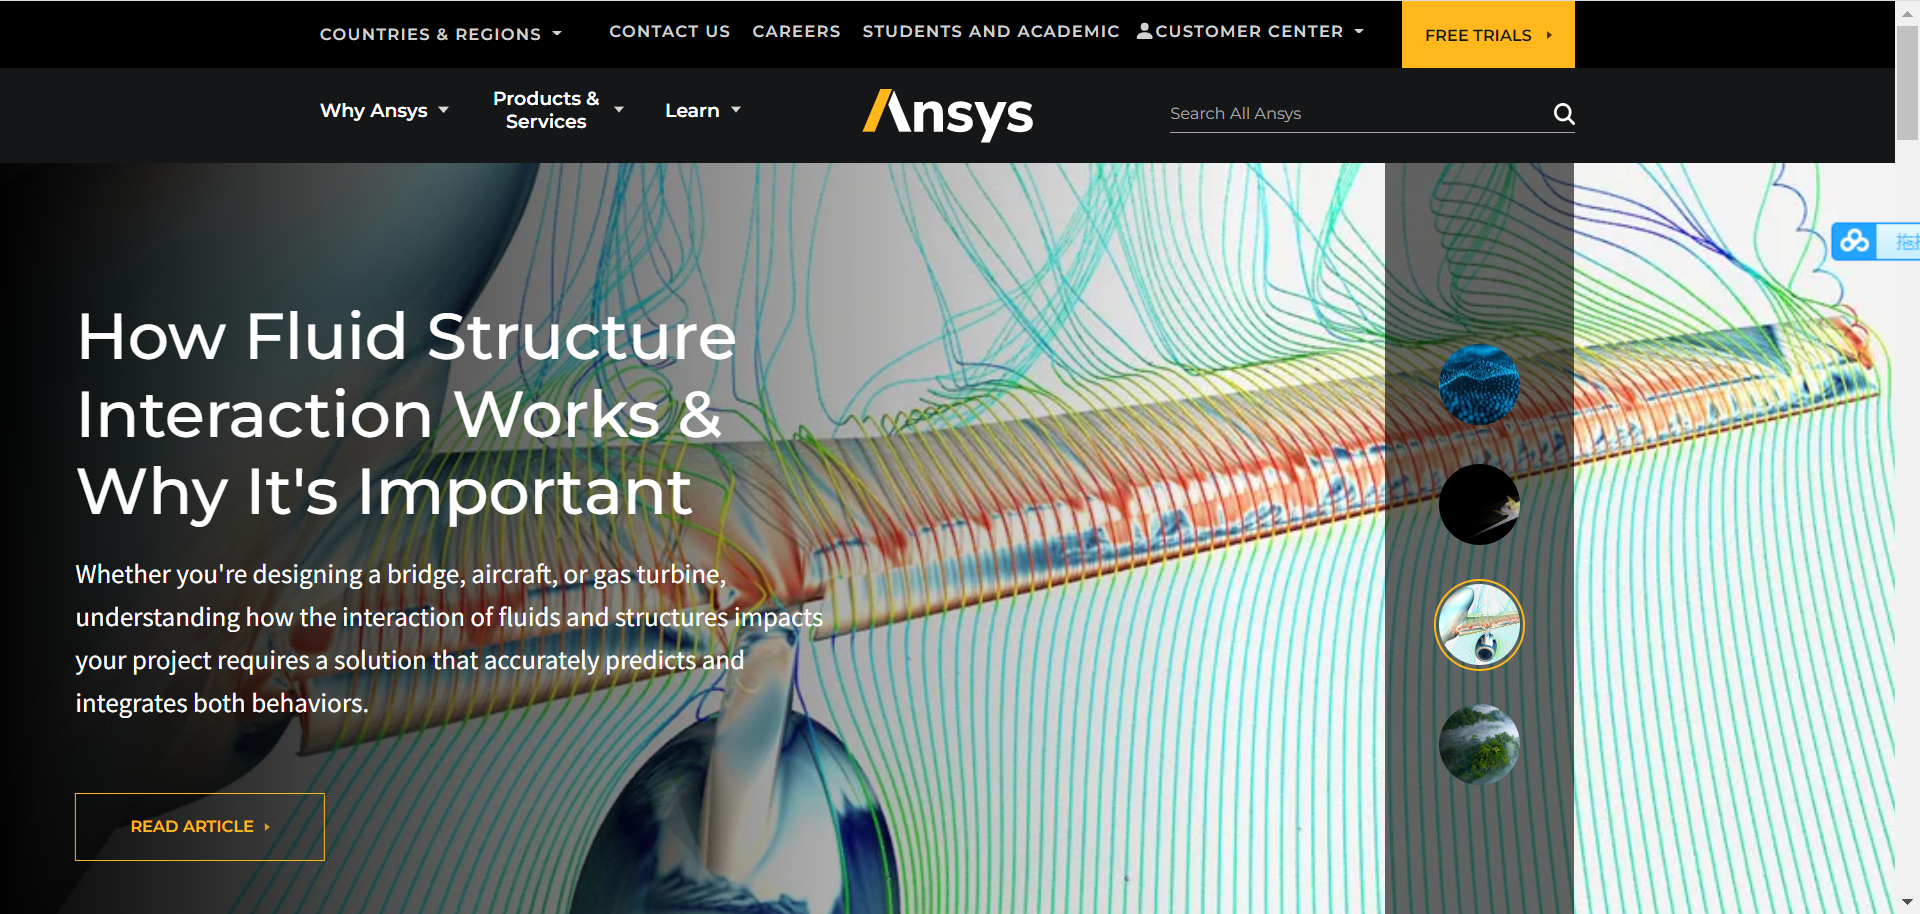 COUNTRIES & REGIONS
CONTACT US
CAREERS
STUDENTS AND ACADEMIC
CUSTOMER CENTER
FREE TRIALS
Why Ansys
Products &
Services
Learn
Ansys
Search All Ansys
How Fluid Structure
Interaction Works &
Why It's Important
Whether you're designing a bridge, aircraft, or gas turbine,
understanding how the interaction of fluids and structures impacts
your project requires a solution that accurately predicts and
integrates both behaviors.
READ ARTICLE